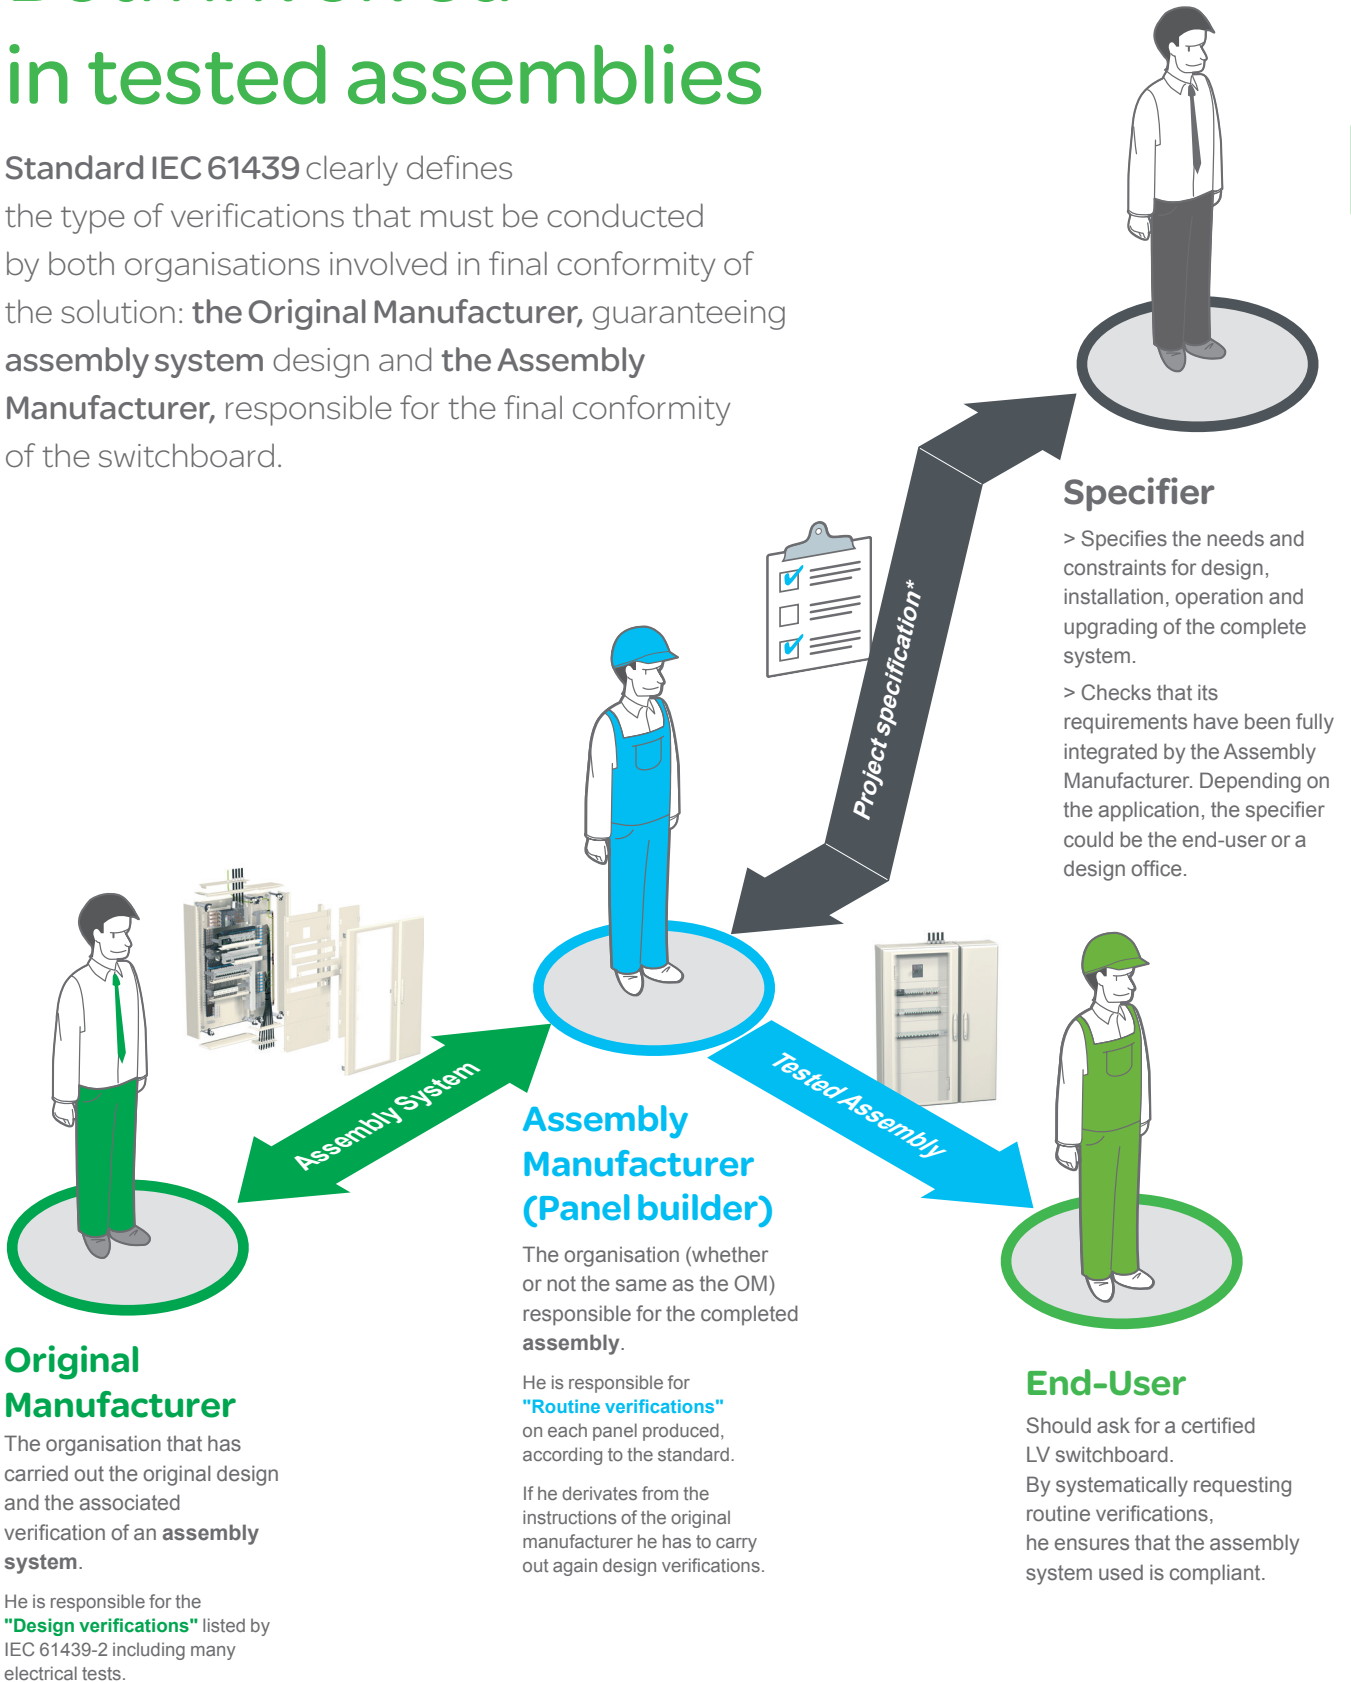 in tested assemblies
Standard IEC 61439 clearly defines
the type of verifications that must be conducted
by both organisations involved in final conformity of
the solution: the Original Manufacturer, guaranteeing
assembly system design and the Assembly
Manufacturer, responsible for the final conformity
of the switchboard.
Specifier
> Specifies the needs and
constraints for design,
installation, operation and
upgrading of the complete
system.
> Checks that its
requirements have been fully
integrated by the Assembly
Manufacturer. Depending on
the application, the specifier
could be the end-user or a
design office.
Project specification*
Assembly System
Tested Assembly
Assembly
Manufacturer
(Panel builder)
The organisation (whether
or not the same as the OM)
responsible for the completed
assembly.
He is responsible for
"Routine verifications"
on each panel produced,
according to the standard.
If he derivates from the
instructions of the original
manufacturer he has to carry
out again design verifications.
Original
Manufacturer
The organisation that has
carried out the original design
and the associated
verification of an assembly
system.
He is responsible for the
"Design verifications" listed by
IEC 61439-2 including many
electrical tests.
End-User
Should ask for a certified
LV switchboard.
By systematically requesting
routine verifications,
he ensures that the assembly
system used is compliant.